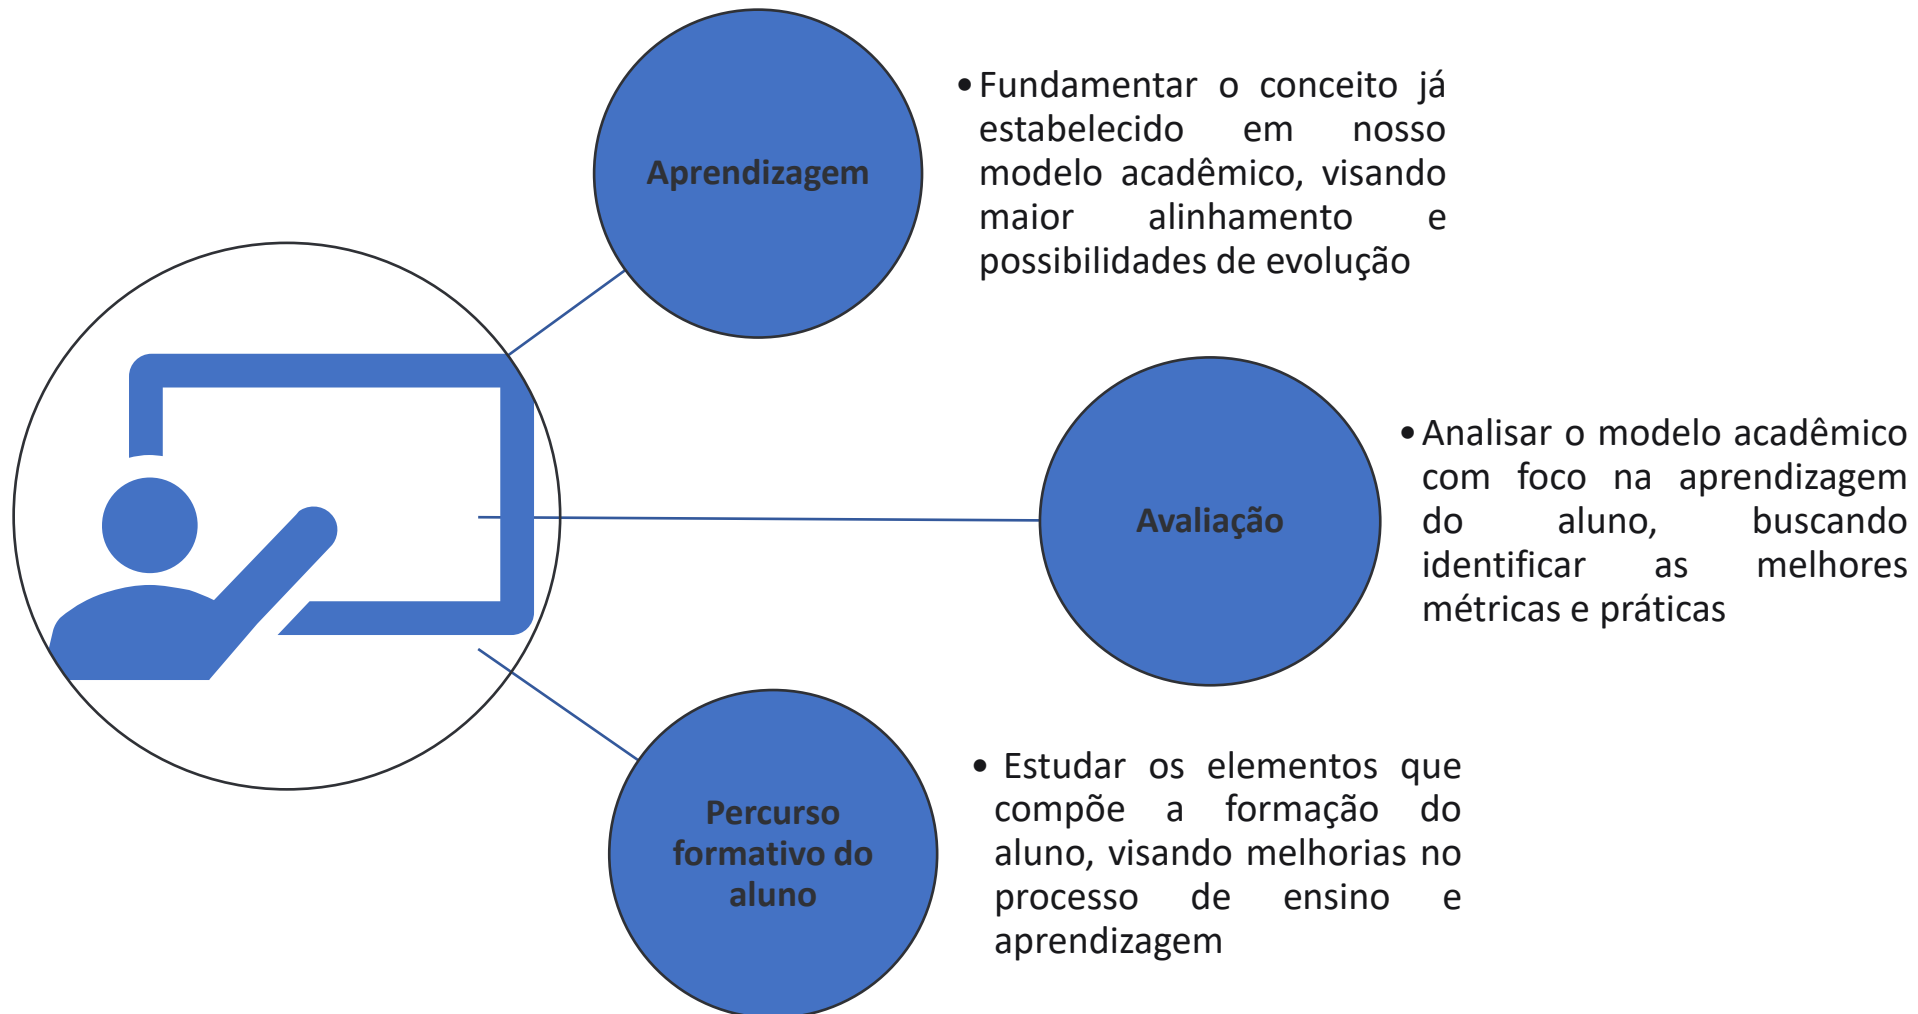 Aprendizagem
•Fundamentar o conceito já
estabelecido em nosso
modelo acadêmico, visando
maior alinhamento e
possibilidades de evolução
Avaliação
•Analisar o modelo acadêmico
com foco na aprendizagem
do aluno, buscando
identificar as melhores
métricas e práticas
Percurso
formativo do
aluno
• Estudar os elementos que
compõe a formação do
aluno, visando melhorias no
processo de ensino e
aprendizagem